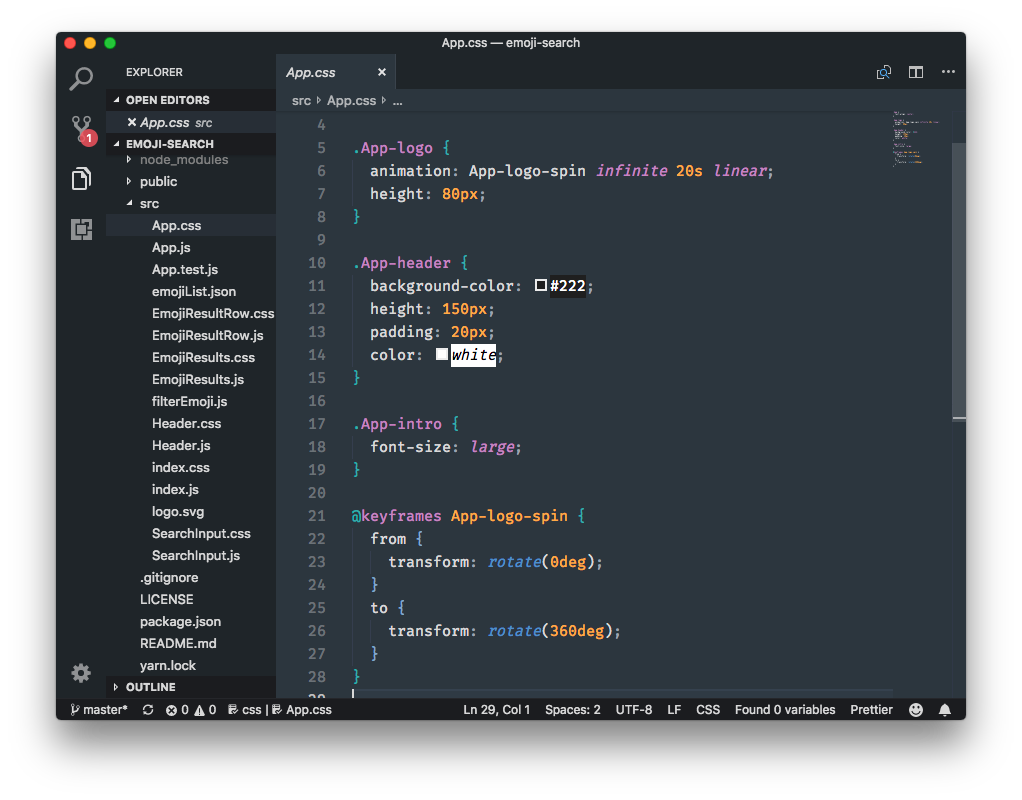 App.css — emoji-search
EXPLORER
OPEN EDITORS
App.css src
1
EMOJI-SEARCH
node_modules
public
src
App.css
App.js
App.test.js
emojiList.json
EmojiResultRow.css
EmojiResultRow.js
EmojiResults.css
EmojiResults.js
filterEmoji.js
Header.css
Header.js
index.css
index.js
logo.svg
SearchInput.css
SearchInput.js
.gitignore
LICENSE
package.json
README.md
yarn.lock
OUTLINE
App.css
src App.css ...
4
5 .App-logo {
6 animation: App-logo-spin infinite 20s linear;
7 height: 80px;
8 }
9
10 .App-header {
11 background-color: #222;
12 height: 150px;
13 padding: 20px;
14 color: white;
15 }
16
17 .App-intro {
18 font-size: large;
19 }
20
21 @keyframes App-logo-spin {
22 from {
23 transform: rotate(0deg);
24 }
25 to {
26 transform: rotate(360deg);
27 }
28 }
29
master* 0 0 css | App.css Ln 29, Col 1 Spaces: 2 UTF-8 LF CSS Found 0 variables Prettier